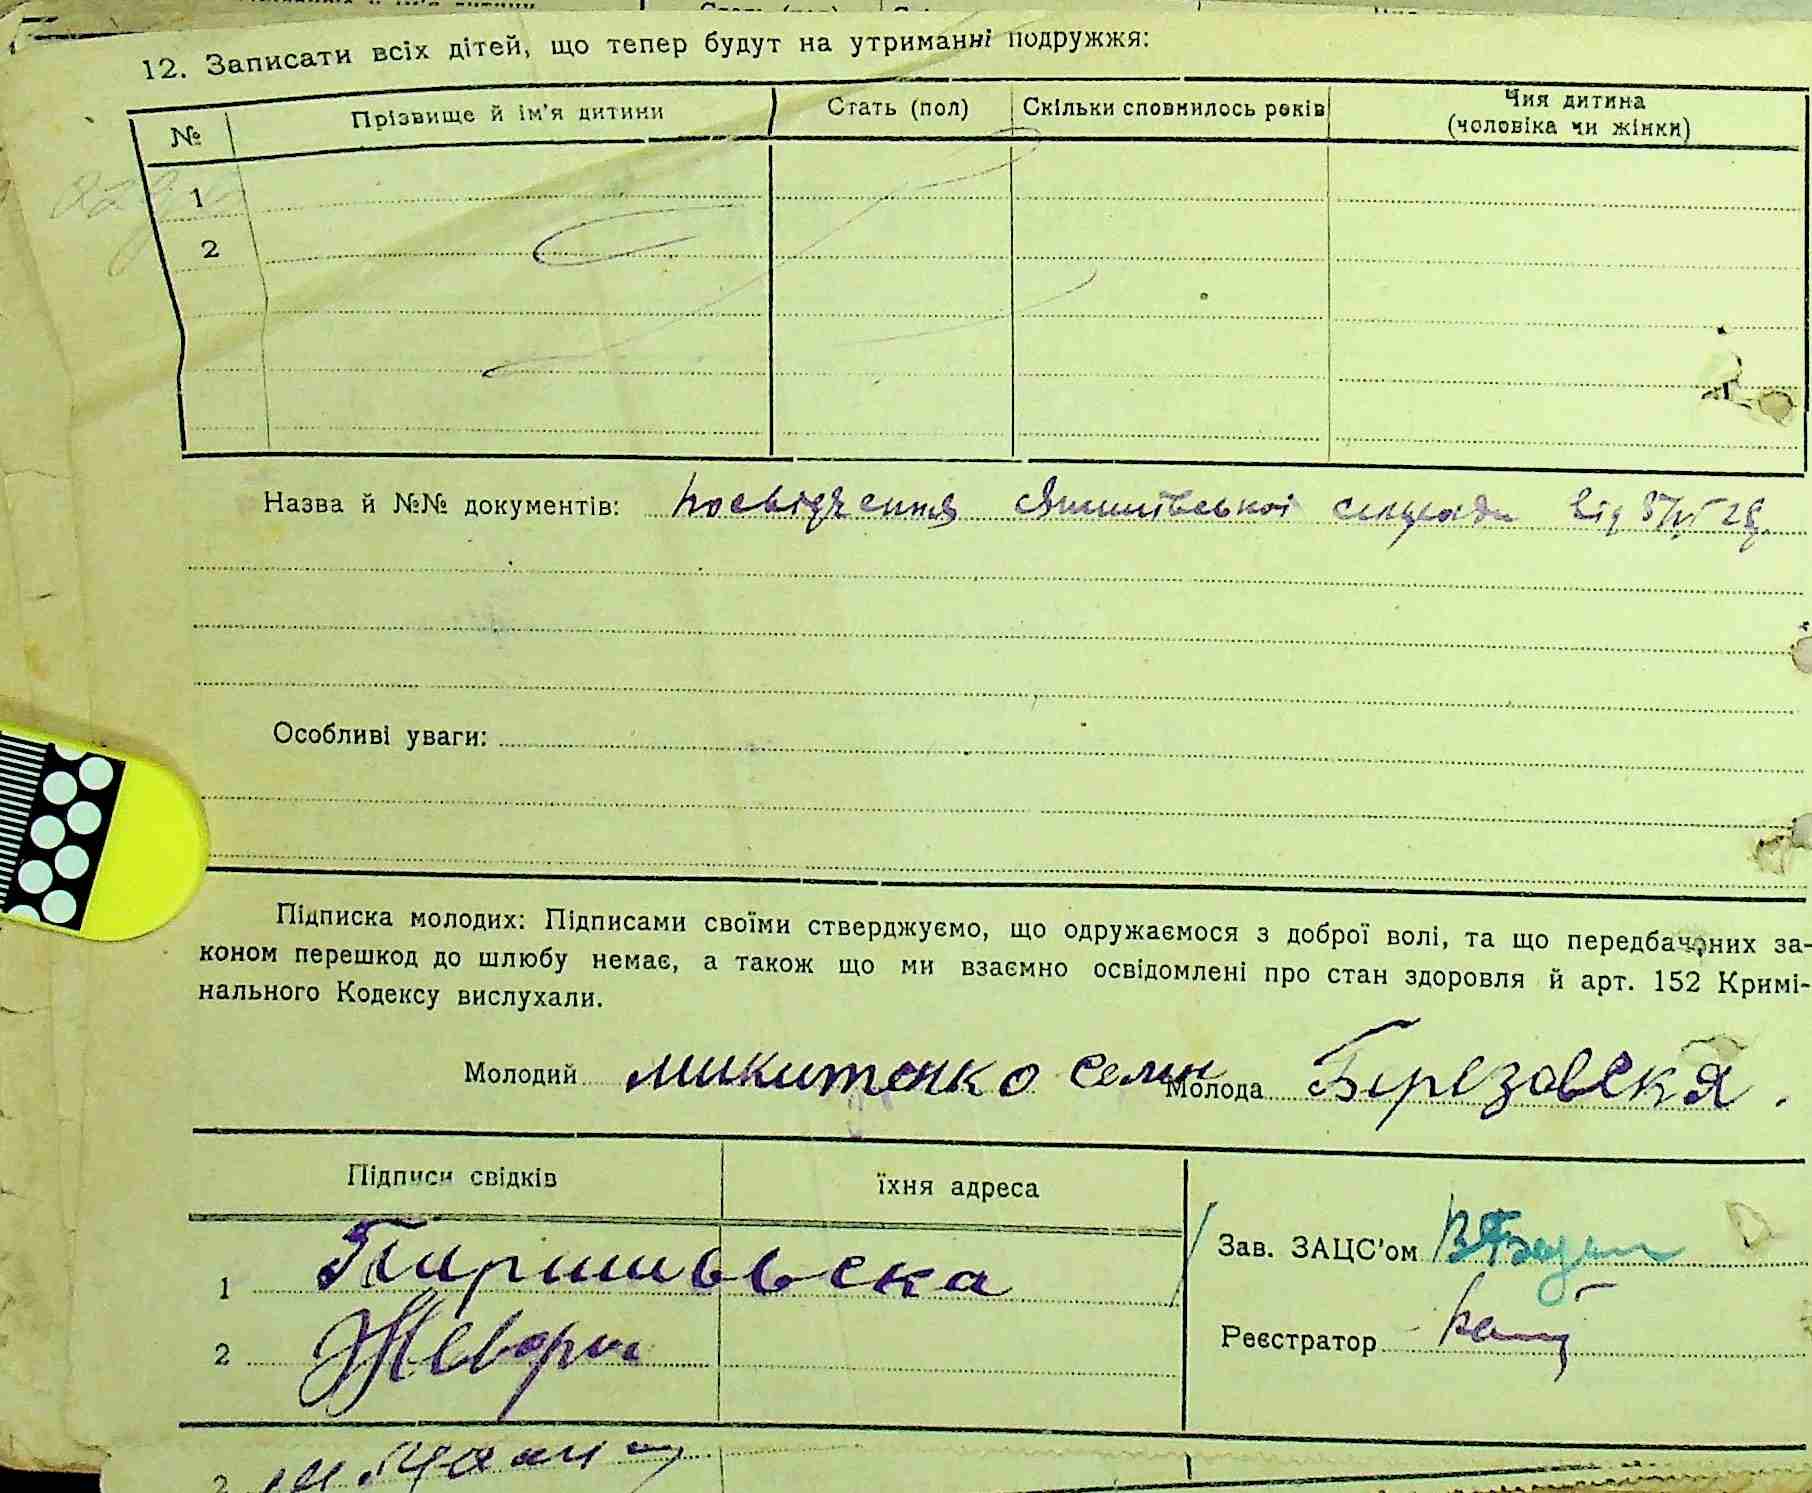 12. Записати всіх дітей, що тепер будут на утриманні подружжя:
№ Прізвище й ім'я дитини Стать (пол) Скільки сповнилось років Чия дитина
(чоловіка чи жінки)
1
2
Назва й №№ документів: посвідчення сільради від
Особливі уваги:
Підписка молодих: Підписами своїми стверджуємо, що одружаємося з доброї волі, та що передбачених за-
коном перешкод до шлюбу немає, а також що ми взаємно освідомлені про стан здоровля й арт. 152 Кримі-
нального Кодексу вислухали.
Молодий микитенко Семн Молода Березовскя.
Підписи свідків їхня адреса
Зав. ЗАЦС'ом
1
Реєстратор
2
2